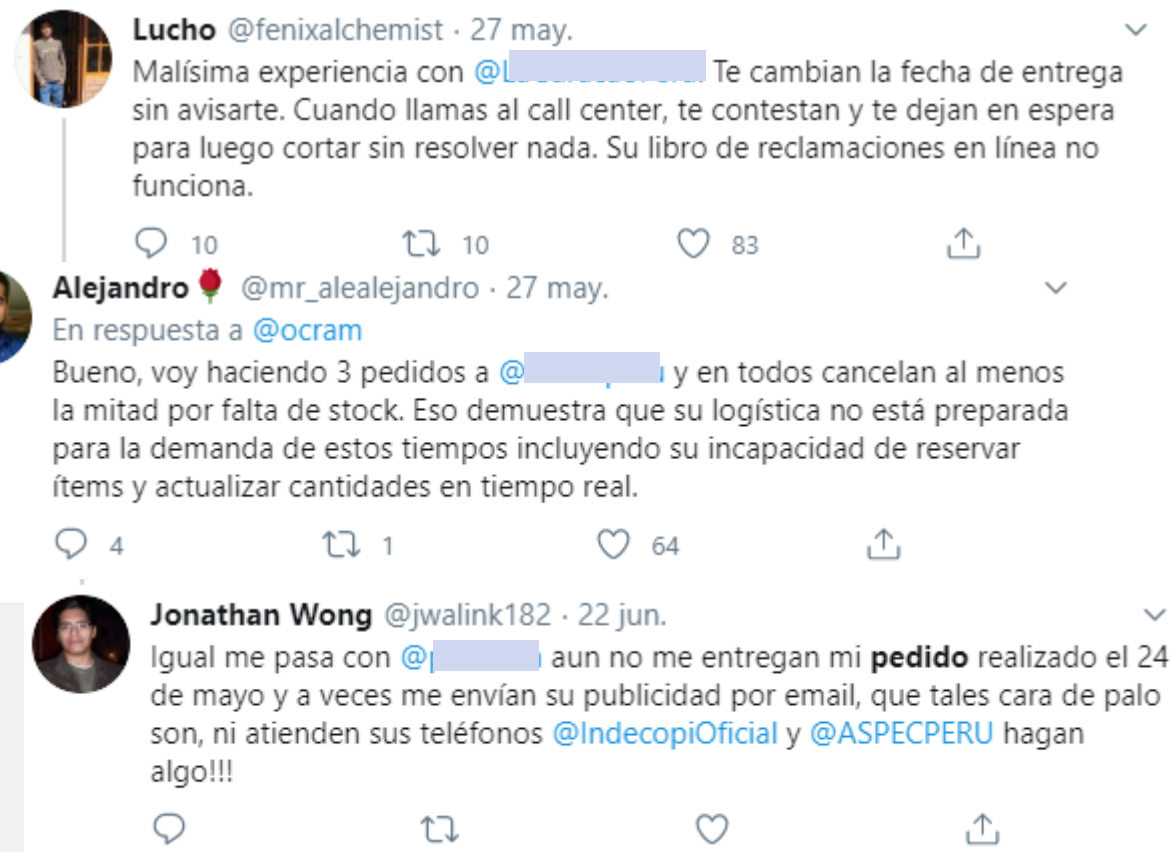 Lucho @fenixalchemist · 27 may.
Malísima experiencia con @ Te cambian la fecha de entrega
sin avisarte. Cuando llamas al call center, te contestan y te dejan en espera
para luego cortar sin resolver nada. Su libro de reclamaciones en línea no
funciona.
10 10 83
Alejandro🌹 @mr_alealejandro · 27 may.
En respuesta a @ocram
Bueno, voy haciendo 3 pedidos a @ y en todos cancelan al menos
la mitad por falta de stock. Eso demuestra que su logística no está preparada
para la demanda de estos tiempos incluyendo su incapacidad de reservar
ítems y actualizar cantidades en tiempo real.
4 1 64
Jonathan Wong @jwalink182 · 22 jun.
Igual me pasa con @ aun no me entregan mi pedido realizado el 24
de mayo y a veces me envían su publicidad por email, que tales cara de palo
son, ni atienden sus teléfonos @IndecopiOficial y @ASPECPERU hagan
algo!!!